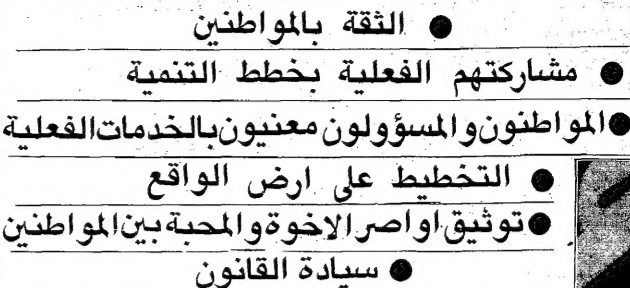 ● الثقة بالمواطنين
● مشاركتهم الفعلية بخطط التنمية
● المواطنون والمسؤولون معنيون بالخدمات الفعلية
● التخطيط على ارض الواقع
● توثيق اواصر الاخوة والمحبة بين المواطنين
● سيادة القانون